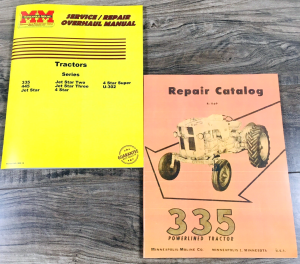 MM
SERVICE / REPAIR
OVERHAUL MANUAL
Tractors
Series
335 Jet Star Two 4 Star Super
445 Jet Star Three U-302
Jet Star 4 Star
Repair Catalog
335
POWERLINED TRACTOR
MINNEAPOLIS MOLINE CO. MINNEAPOLIS 1, MINNESOTA U.S.A.